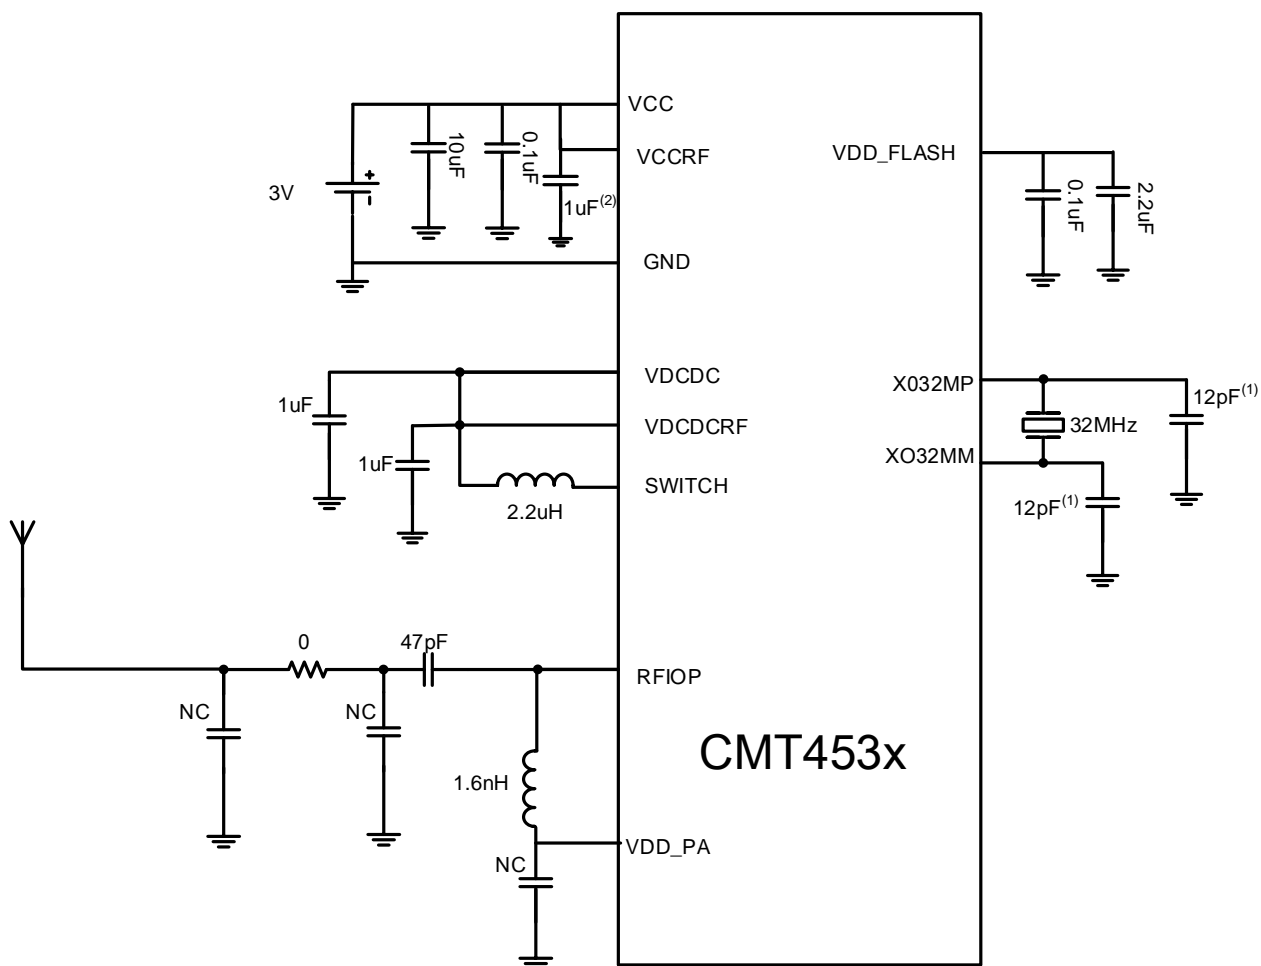 VCC
10uF
0.1uF
VCCRF
1uF(2)
3V
+
-
GND
VDD_FLASH
0.1uF
2.2uF
VDCDC
1uF
VDCDCRF
1uF
SWITCH
2.2uH
X032MP
12pF(1)
32MHz
XO32MM
12pF(1)
0
47pF
RFIOP
NC
NC
CMT453x
1.6nH
VDD_PA
NC